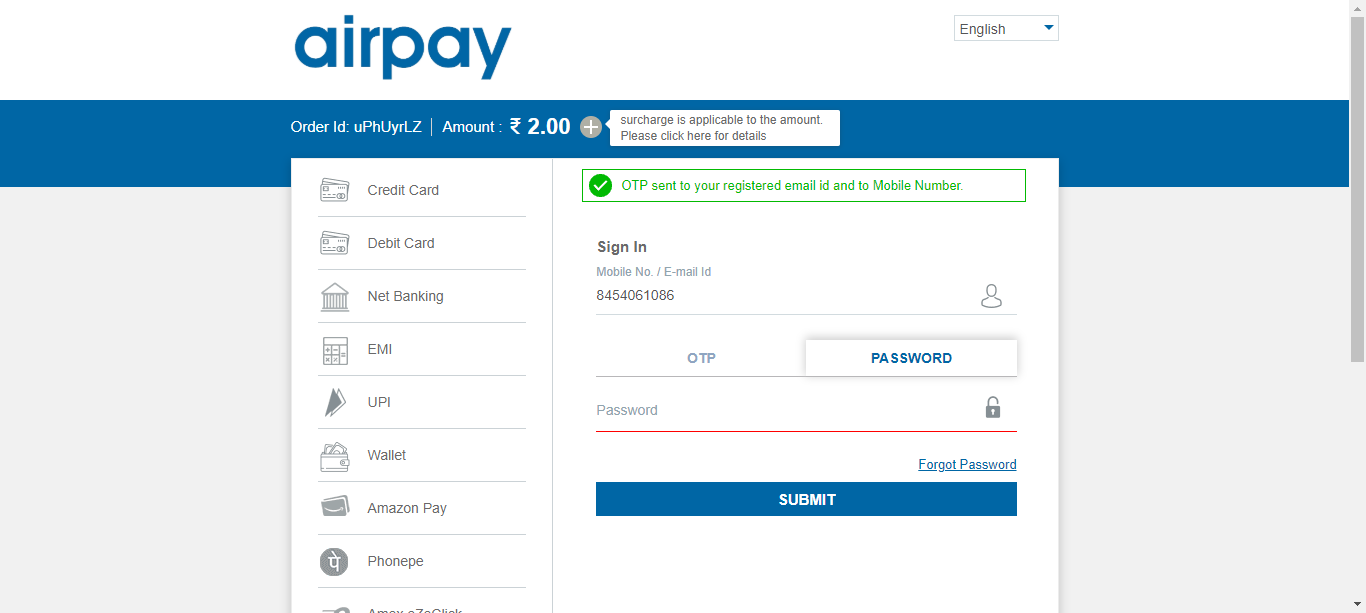 airpay
English
Order Id: uPhUyrLZ
Amount : ₹ 2.00
surcharge is applicable to the amount.
Please click here for details
Credit Card
Debit Card
Net Banking
EMI
UPI
Wallet
Amazon Pay
Phonepe
Amex eZeClick
OTP sent to your registered email id and to Mobile Number.
Sign In
Mobile No. / E-mail Id
8454061086
OTP
PASSWORD
Password
Forgot Password
SUBMIT